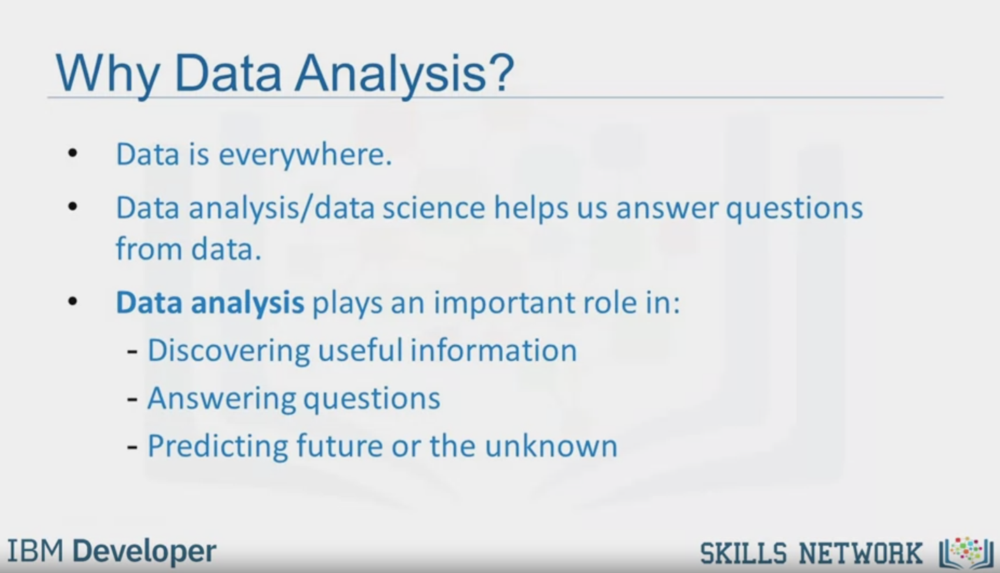 Why Data Analysis?
• Data is everywhere.
• Data analysis/data science helps us answer questions
from data.
• Data analysis plays an important role in:
- Discovering useful information
- Answering questions
- Predicting future or the unknown
IBM Developer
SKILLS NETWORK